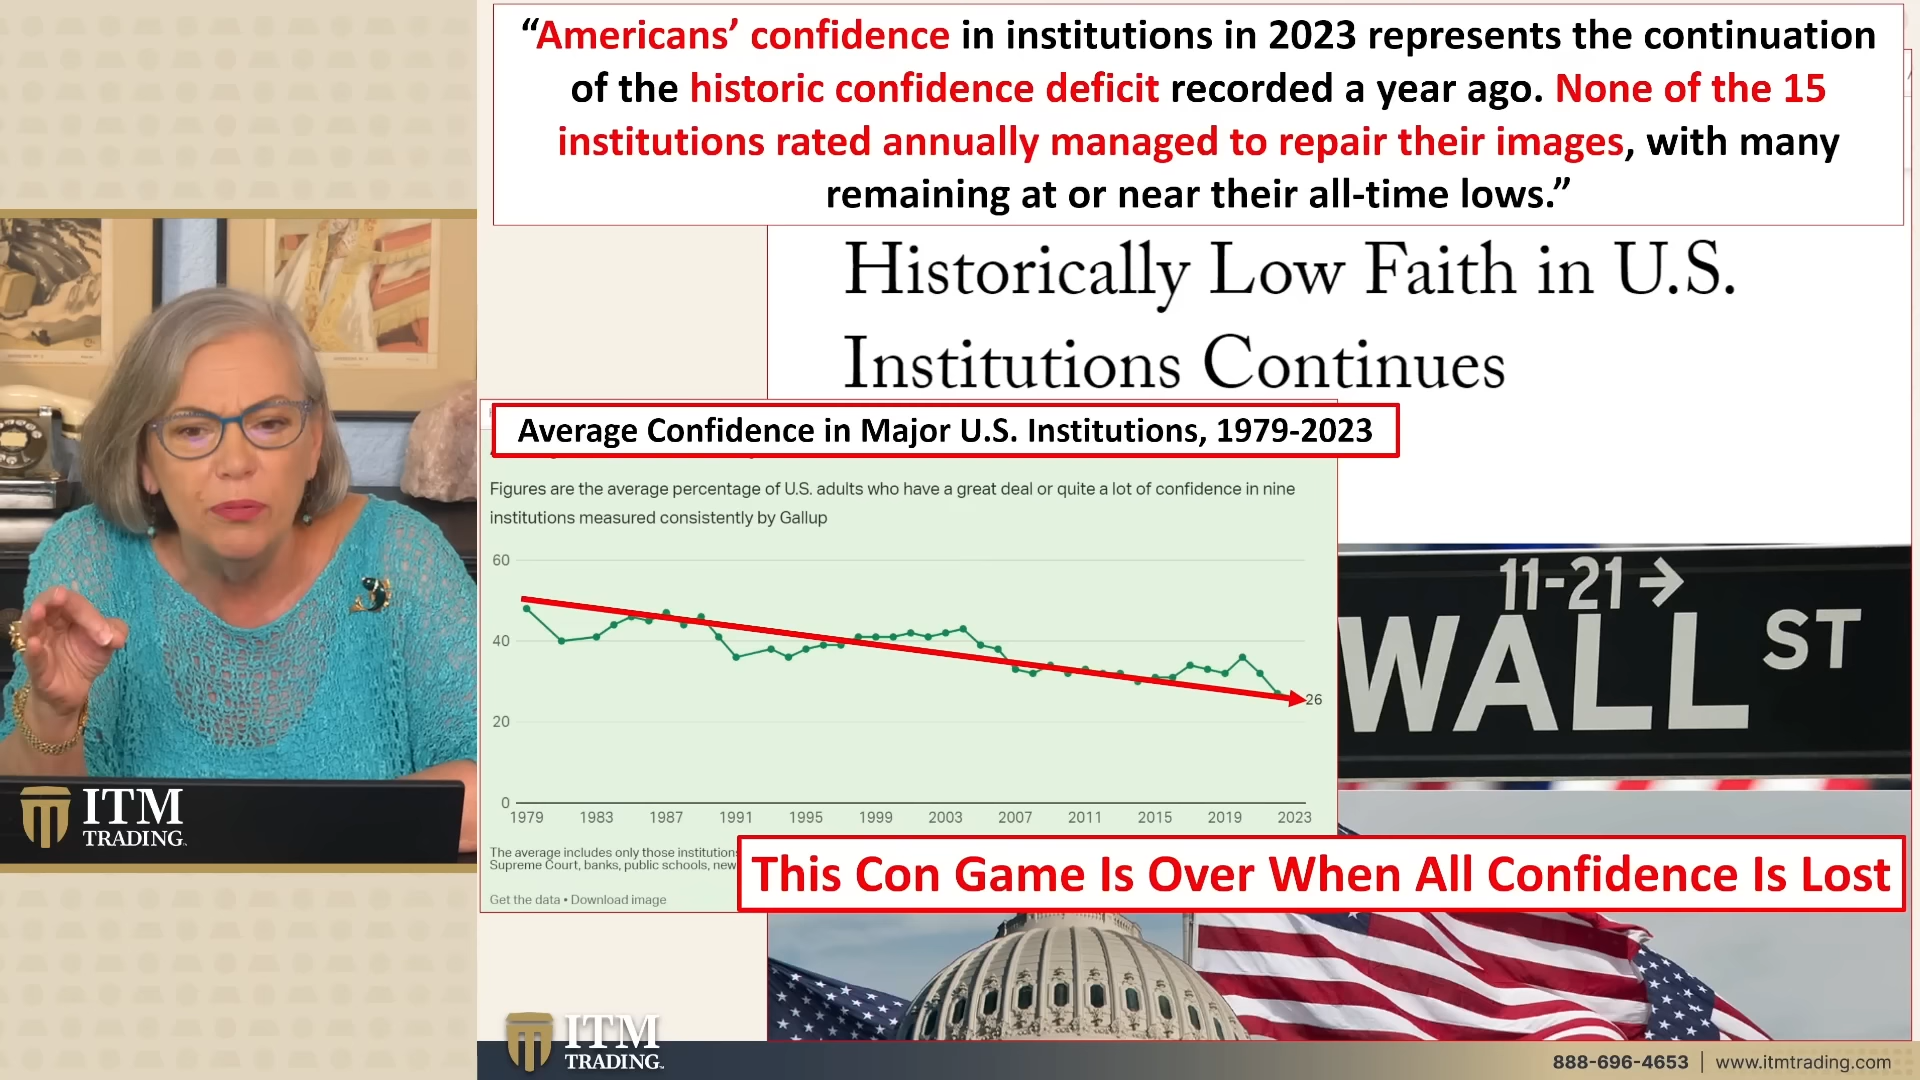 “Americans’ confidence in institutions in 2023 represents the continuation
of the historic confidence deficit recorded a year ago. None of the 15
institutions rated annually managed to repair their images, with many
remaining at or near their all-time lows.”
Historically Low Faith in U.S.
Institutions Continues
Average Confidence in Major U.S. Institutions, 1979-2023
Figures are the average percentage of U.S. adults who have a great deal or quite a lot of confidence in nine
institutions measured consistently by Gallup
60
40
20
0
26
1979 1983 1987 1991 1995 1999 2003 2007 2011 2015 2019 2023
The average includes only those institutions
Supreme Court, banks, public schools, new
Get the data • Download image
11-21→
WALL ST
This Con Game Is Over When All Confidence Is Lost
ITM
TRADING
ITM
TRADING
888-696-4653 | www.itmtrading.com